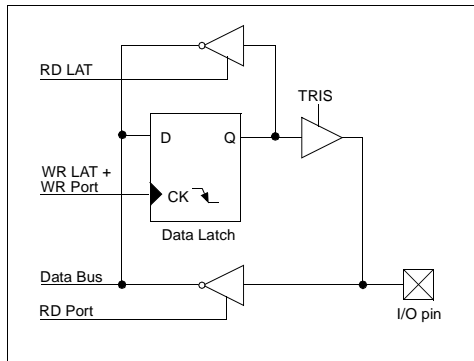 RD LAT
TRIS
D
Q
WR LAT +
WR Port
CK
Data Latch
Data Bus
RD Port
I/O pin